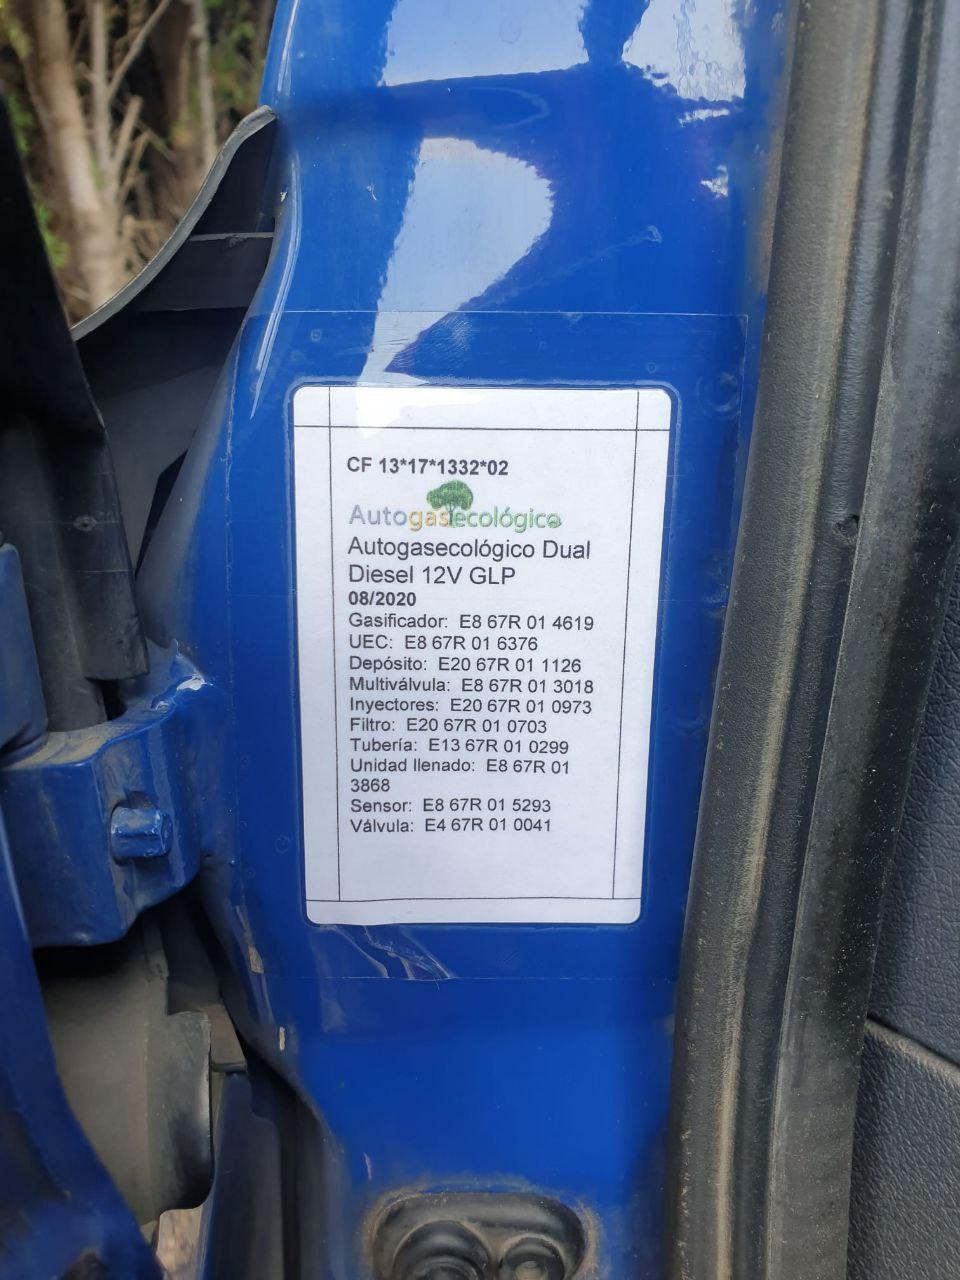 CF 13*17*1332*02
Autogasecológico
Autogasecológico Dual
Diesel 12V GLP
08/2020
Gasificador: E8 67R 01 4619
UEC: E8 67R 01 6376
Depósito: E20 67R 01 1126
Multiválvula: E8 67R 01 3018
Inyectores: E20 67R 01 0973
Filtro: E20 67R 01 0703
Tubería: E13 67R 01 0299
Unidad llenado: E8 67R 01
3868
Sensor: E8 67R 01 5293
Válvula: E4 67R 01 0041